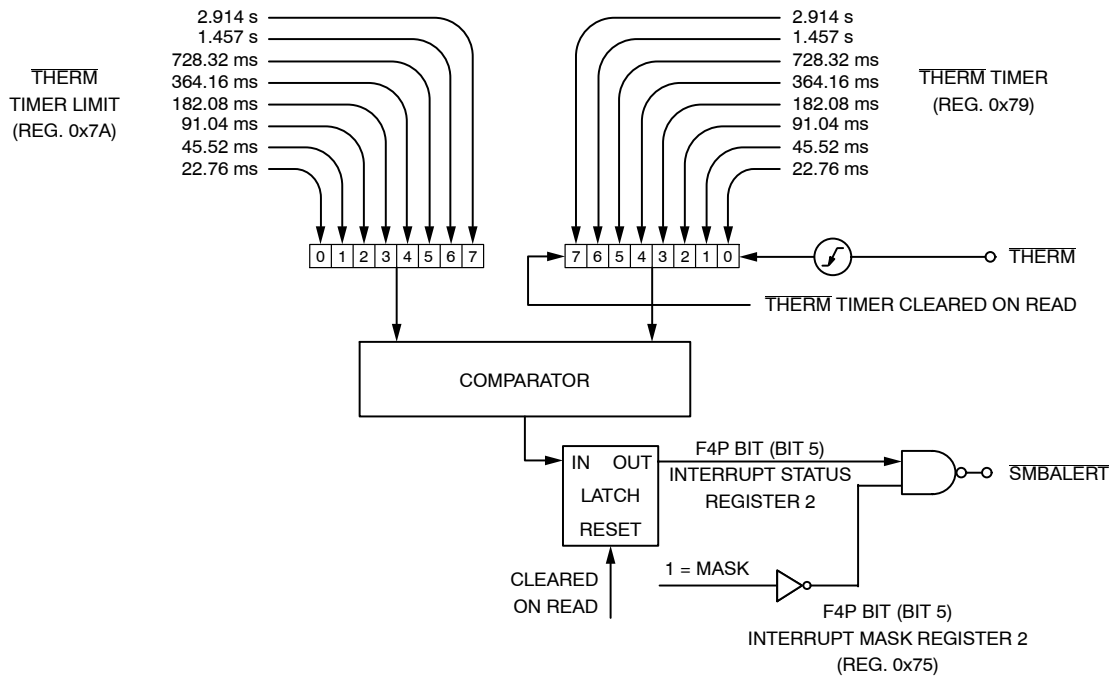 2.914 s
1.457 s
728.32 ms
364.16 ms
182.08 ms
91.04 ms
45.52 ms
22.76 ms
THERM
TIMER LIMIT
(REG. 0x7A)
2.914 s
1.457 s
728.32 ms
364.16 ms
182.08 ms
91.04 ms
45.52 ms
22.76 ms
THERM TIMER
(REG. 0x79)
0 1 2 3 4 5 6 7
7 6 5 4 3 2 1 0
THERM
THERM TIMER CLEARED ON READ
COMPARATOR
IN OUT
LATCH
RESET
F4P BIT (BIT 5)
INTERRUPT STATUS
REGISTER 2
SMBALERT
CLEARED
ON READ
1 = MASK
F4P BIT (BIT 5)
INTERRUPT MASK REGISTER 2
(REG. 0x75)